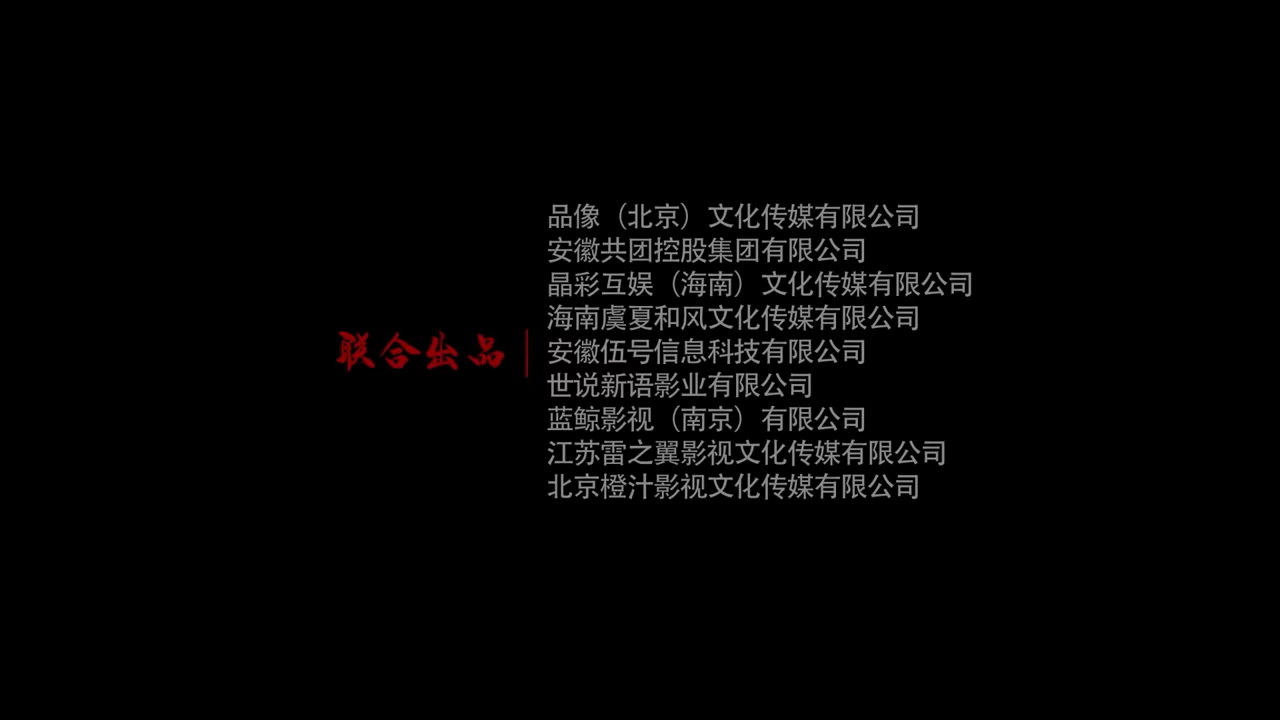 联合出品
品像（北京）文化传媒有限公司
安徽共团控股集团有限公司
晶彩互娱（海南）文化传媒有限公司
海南虞夏和风文化传媒有限公司
安徽伍号信息科技有限公司
世说新语影业有限公司
蓝鲸影视（南京）有限公司
江苏雷之翼影视文化传媒有限公司
北京橙汁影视文化传媒有限公司